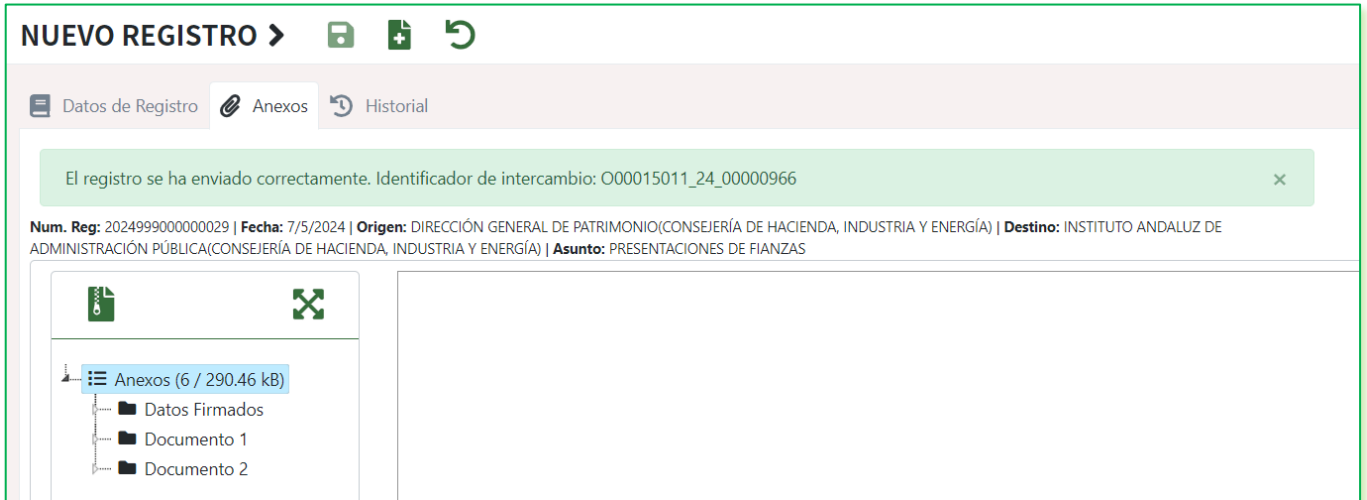 NUEVO REGISTRO
Datos de Registro Anexos Historial
El registro se ha enviado correctamente. Identificador de intercambio: O00015011_24_00000966 ×
Num. Reg: 2024999000000029 | Fecha: 7/5/2024 | Origen: DIRECCIÓN GENERAL DE PATRIMONIO(CONSEJERÍA DE HACIENDA, INDUSTRIA Y ENERGÍA) | Destino: INSTITUTO ANDALUZ DE
ADMINISTRACIÓN PÚBLICA(CONSEJERÍA DE HACIENDA, INDUSTRIA Y ENERGÍA) | Asunto: PRESENTACIONES DE FIANZAS
Anexos (6 / 290.46 kB)
Datos Firmados
Documento 1
Documento 2